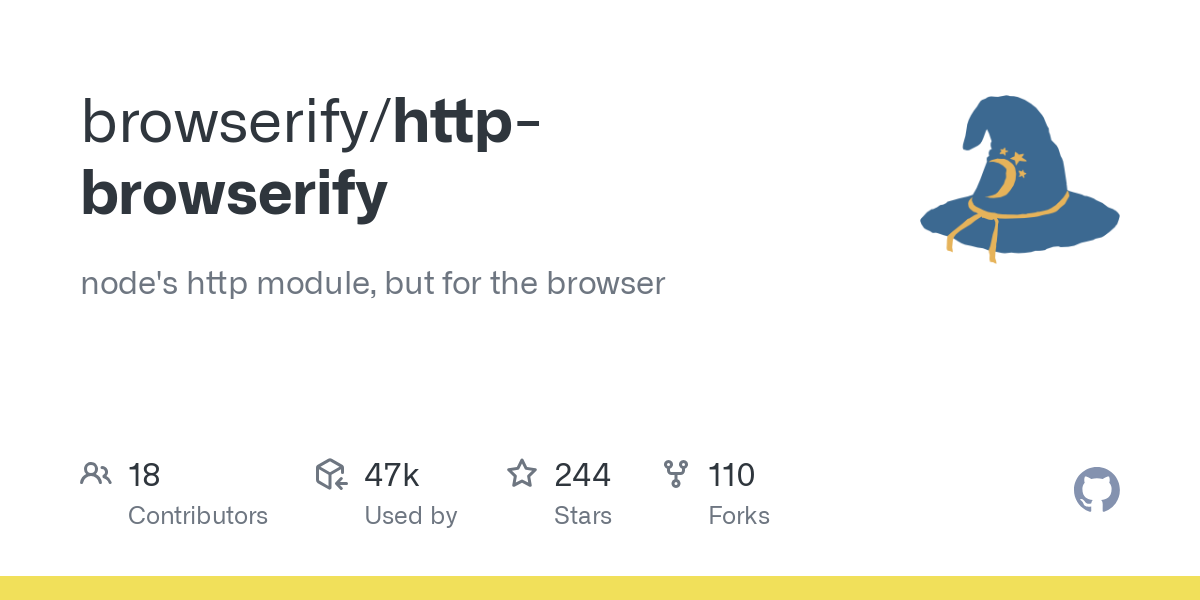 browserify/http-
browserify
node's http module, but for the browser
18
Contributors
47k
Used by
244
Stars
110
Forks